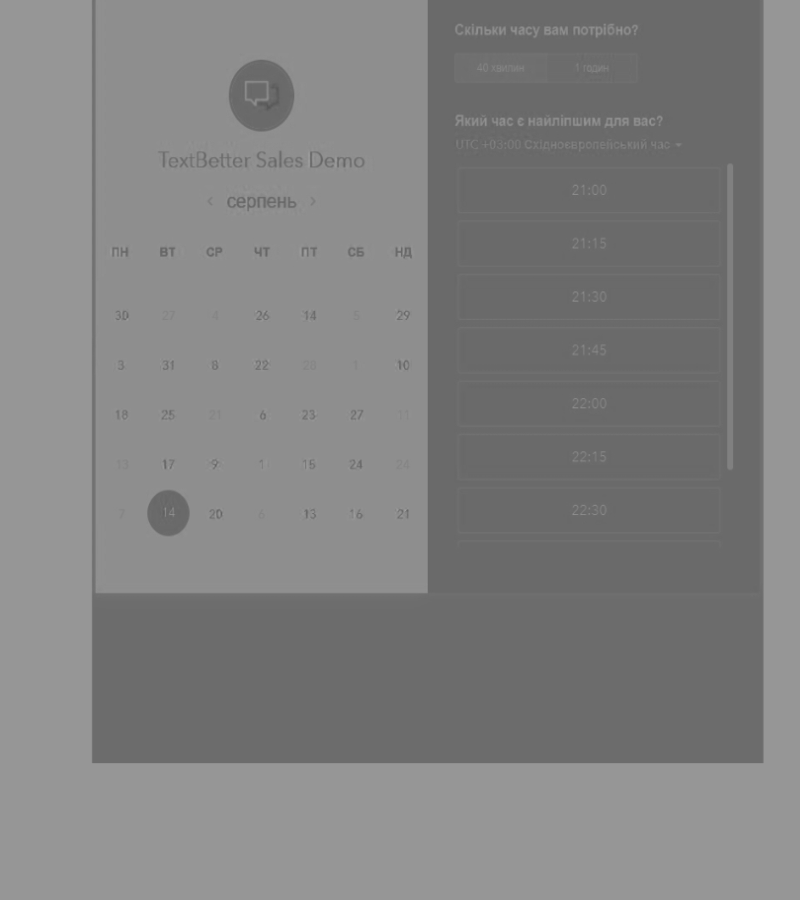 TextBetter Sales Demo
серпень
ПН ВТ СР ЧТ ПТ СБ НД
30 27 4 26 14 5 29
3 31 8 22 28 1 10
18 25 21 6 23 27 11
13 17 9 1 15 24 24
7 14 20 6 13 16 21
Скільки часу вам потрібно?
40 хвилин 1 годин
Який час є найліпшим для вас?
UTC +03:00 Східноєвропейський час
21:00
21:15
21:30
21:45
22:00
22:15
22:30